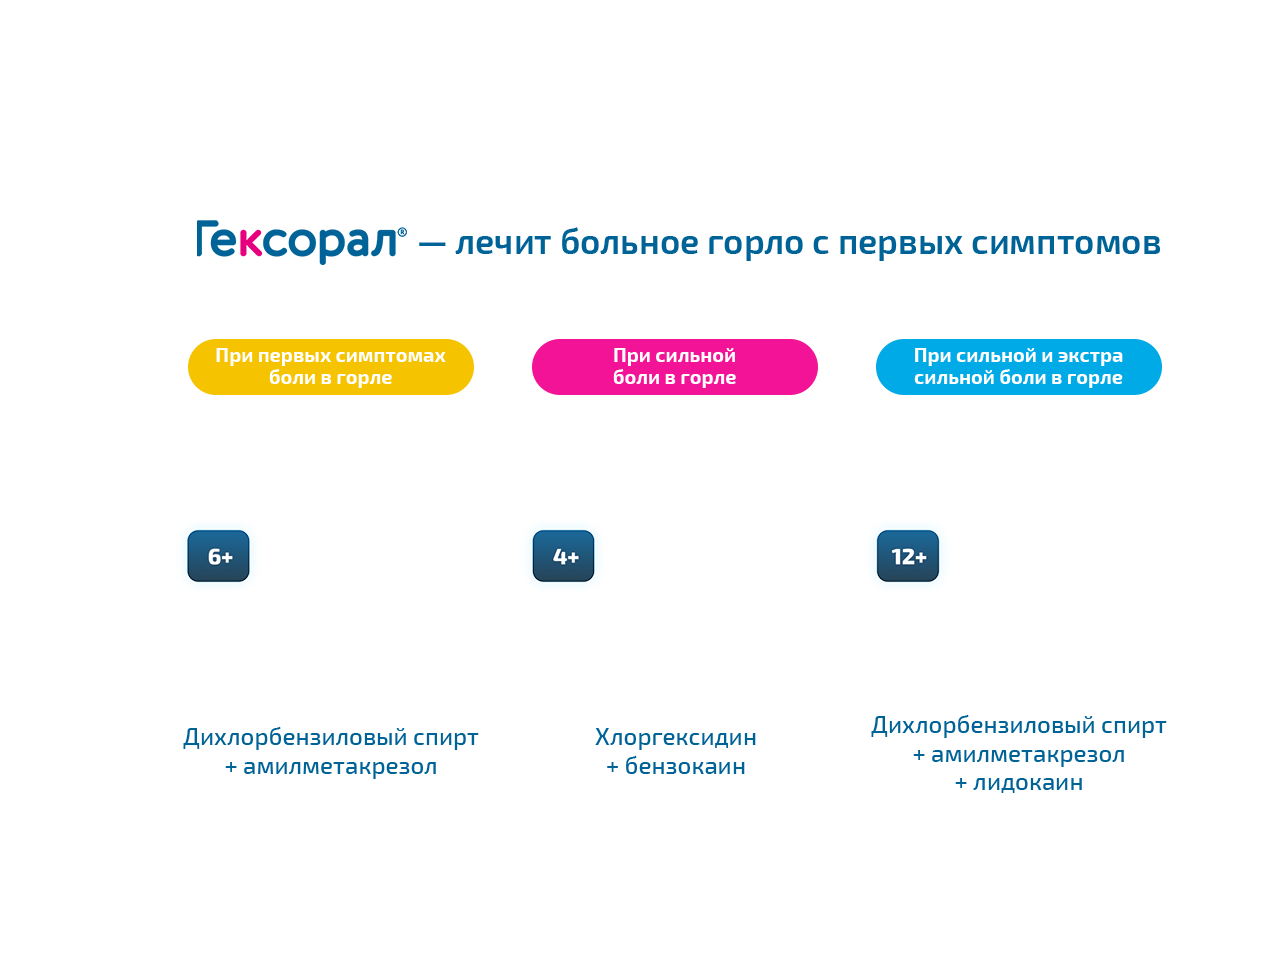 Гексорал® — лечит больное горло с первых симптомов
При первых симптомах
боли в горле
При сильной
боли в горле
При сильной и экстра
сильной боли в горле
6+
4+
12+
Дихлорбензиловый спирт
+ амилметакрезол
Хлоргексидин
+ бензокаин
Дихлорбензиловый спирт
+ амилметакрезол
+ лидокаин